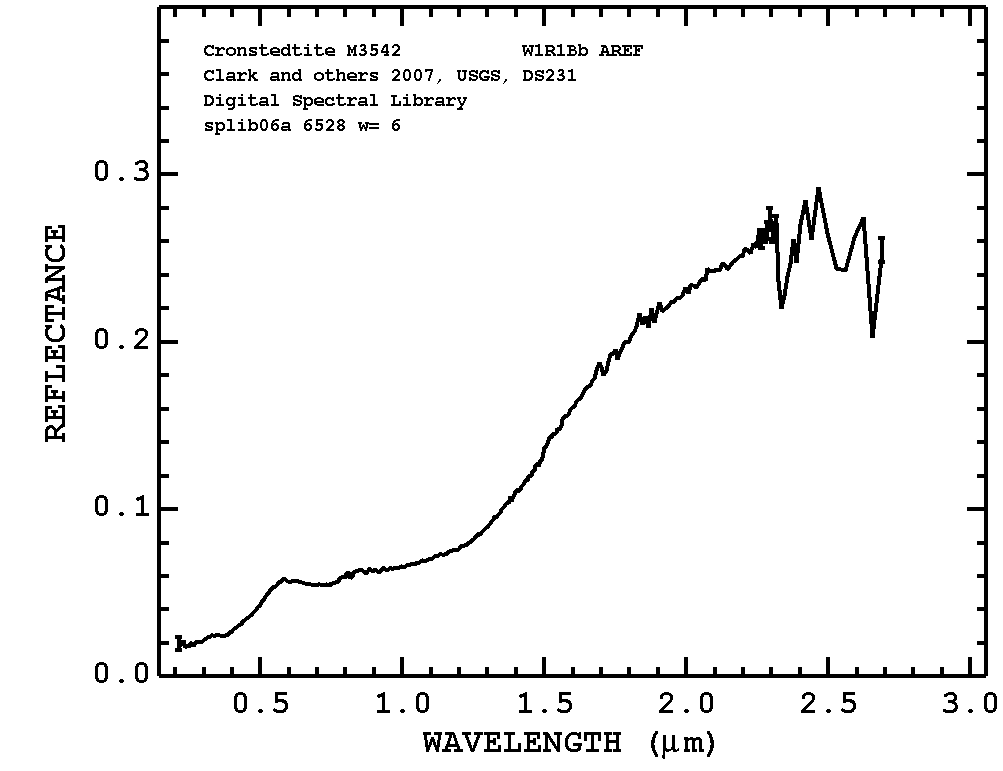 Cronstedtite M3542 W1R1Bb AREF
Clark and others 2007, USGS, DS231
Digital Spectral Library
splib06a 6528 w= 6
0.3
0.2
0.1
0.0
REFLECTANCE
0.5 1.0 1.5 2.0 2.5 3.0
WAVELENGTH (μm)